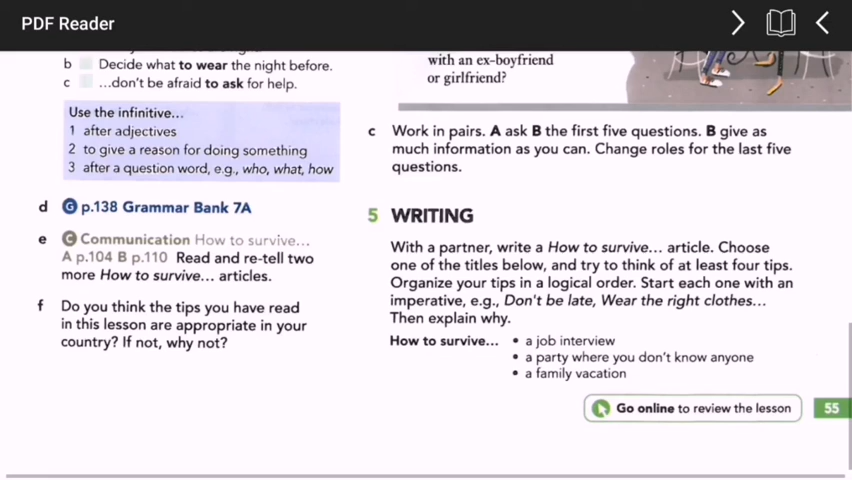 PDF Reader
b Decide what to wear the night before.
c ...don't be afraid to ask for help.
Use the infinitive...
1 after adjectives
2 to give a reason for doing something
3 after a question word, e.g., who, what, how
d G p.138 Grammar Bank 7A
e C Communication How to survive...
A p.104 B p.110 Read and re-tell two
more How to survive... articles.
f Do you think the tips you have read
in this lesson are appropriate in your
country? If not, why not?
with an ex-boyfriend
or girlfriend?
c Work in pairs. A ask B the first five questions. B give as
much information as you can. Change roles for the last five
questions.
5 WRITING
With a partner, write a How to survive... article. Choose
one of the titles below, and try to think of at least four tips.
Organize your tips in a logical order. Start each one with an
imperative, e.g., Don't be late, Wear the right clothes...
Then explain why.
How to survive... • a job interview
• a party where you don't know anyone
• a family vacation
Go online to review the lesson
55